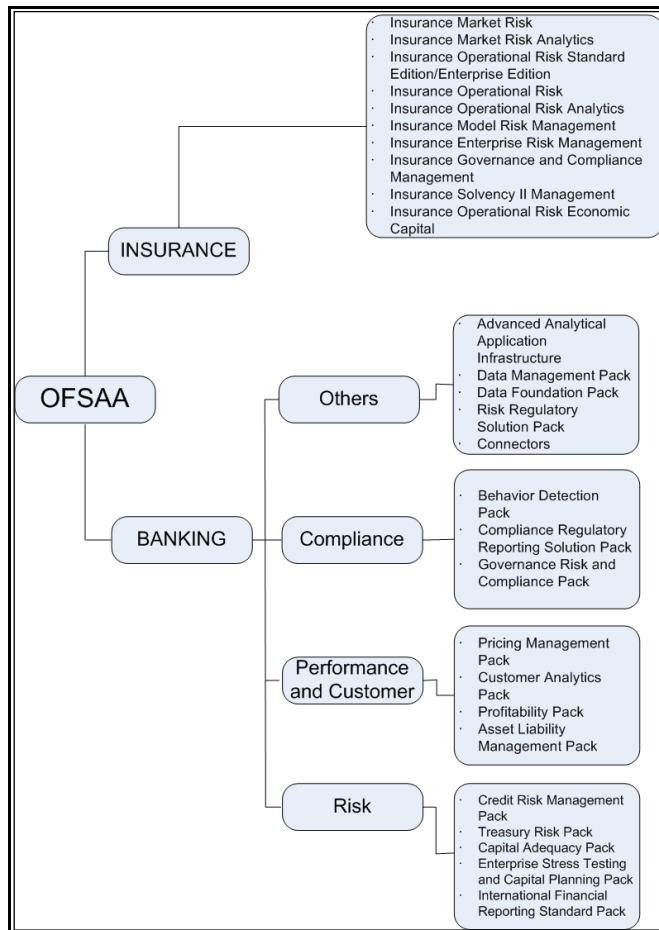 · Insurance Market Risk
· Insurance Market Risk Analytics
· Insurance Operational Risk Standard
Edition/Enterprise Edition
· Insurance Operational Risk
· Insurance Operational Risk Analytics
· Insurance Model Risk Management
· Insurance Enterprise Risk Management
· Insurance Governance and Compliance
Management
· Insurance Solvency II Management
· Insurance Operational Risk Economic
Capital
INSURANCE
OFSAA
BANKING
Others
· Advanced Analytical
Application
Infrastructure
· Data Management Pack
· Data Foundation Pack
· Risk Regulatory
Solution Pack
· Connectors
Compliance
· Behavior Detection
Pack
· Compliance Regulatory
Reporting Solution Pack
· Governance Risk and
Compliance Pack
Performance
and Customer
· Pricing Management
Pack
· Customer Analytics
Pack
· Profitability Pack
· Asset Liability
Management Pack
Risk
· Credit Risk Management
Pack
· Treasury Risk Pack
· Capital Adequacy Pack
· Enterprise Stress Testing
and Capital Planning Pack
· International Financial
Reporting Standard Pack